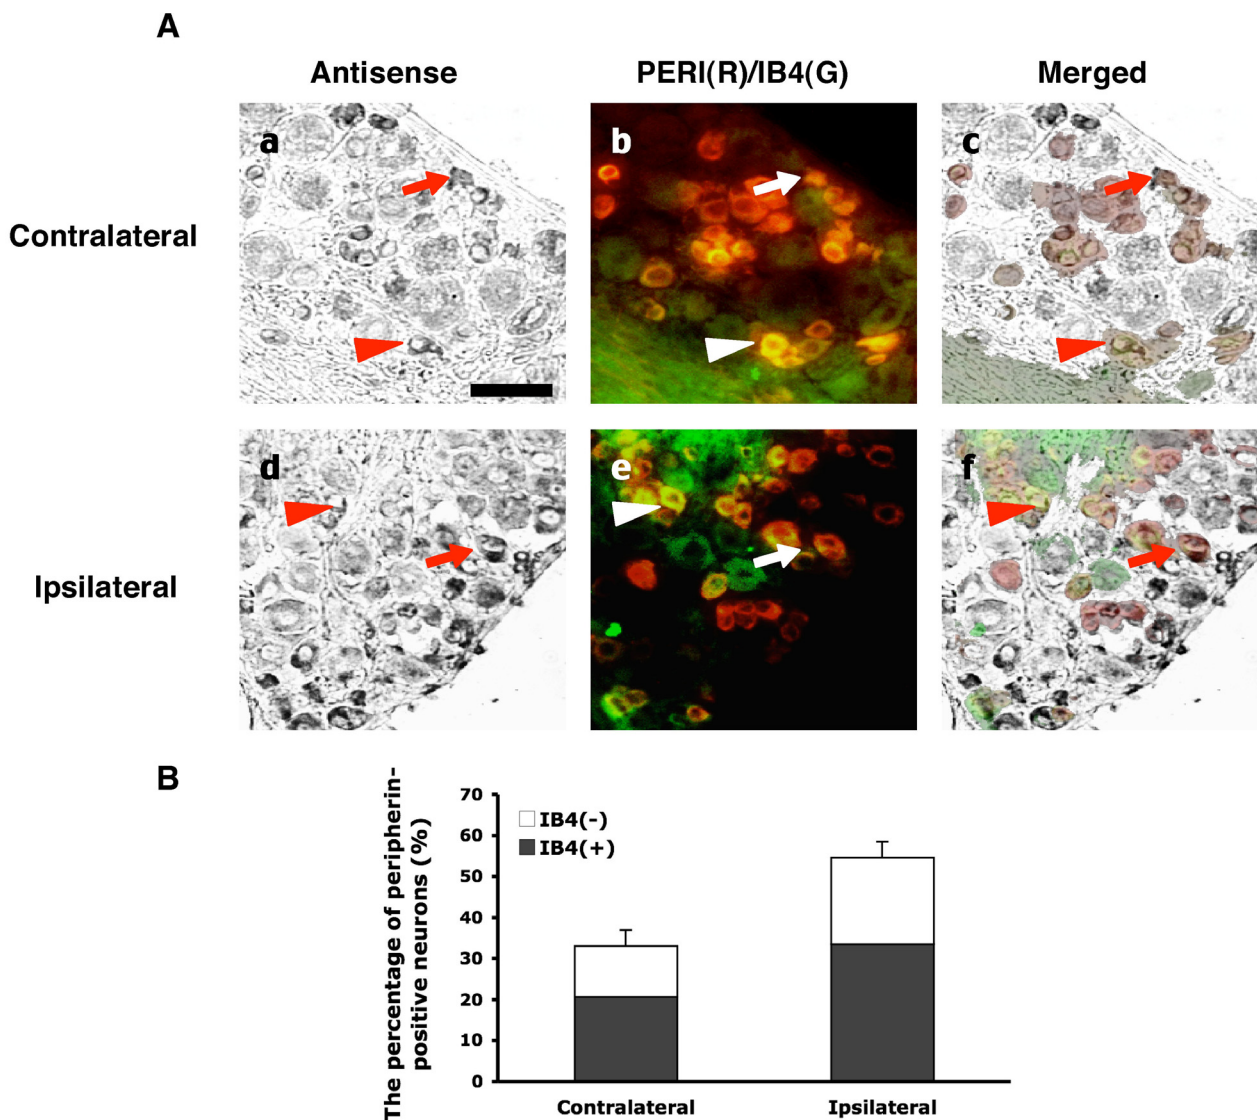 A
Antisense
PERI(R)/IB4(G)
Merged
Contralateral
a
b
c
Ipsilateral
d
e
f
B
The percentage of peripherin-
positive neurons (%)
70
60
50
40
30
20
10
0
IB4(-)
IB4(+)
Contralateral
Ipsilateral